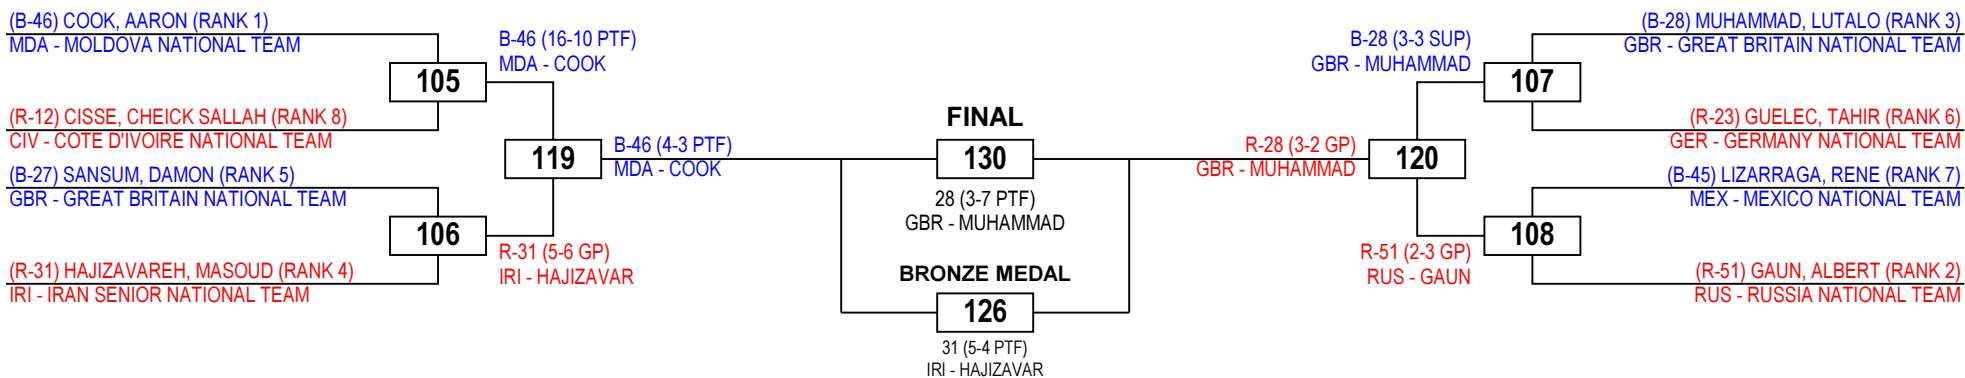 (B-46) COOK, AARON (RANK 1)
MDA - MOLDOVA NATIONAL TEAM
105
(R-12) CISSE, CHEICK SALLAH (RANK 8)
CIV - COTE D'IVOIRE NATIONAL TEAM
B-46 (16-10 PTF)
MDA - COOK
119
(B-27) SANSUM, DAMON (RANK 5)
GBR - GREAT BRITAIN NATIONAL TEAM
106
(R-31) HAJIZAVAREH, MASOUD (RANK 4)
IRI - IRAN SENIOR NATIONAL TEAM
R-31 (5-6 GP)
IRI - HAJIZAVAR
B-46 (4-3 PTF)
MDA - COOK
FINAL
130
28 (3-7 PTF)
GBR - MUHAMMAD
BRONZE MEDAL
126
31 (5-4 PTF)
IRI - HAJIZAVAR
R-28 (3-2 GP)
GBR - MUHAMMAD
120
B-28 (3-3 SUP)
GBR - MUHAMMAD
107
(B-28) MUHAMMAD, LUTALO (RANK 3)
GBR - GREAT BRITAIN NATIONAL TEAM
(R-23) GUELEC, TAHIR (RANK 6)
GER - GERMANY NATIONAL TEAM
(B-45) LIZARRAGA, RENE (RANK 7)
MEX - MEXICO NATIONAL TEAM
108
R-51 (2-3 GP)
RUS - GAUN
(R-51) GAUN, ALBERT (RANK 2)
RUS - RUSSIA NATIONAL TEAM